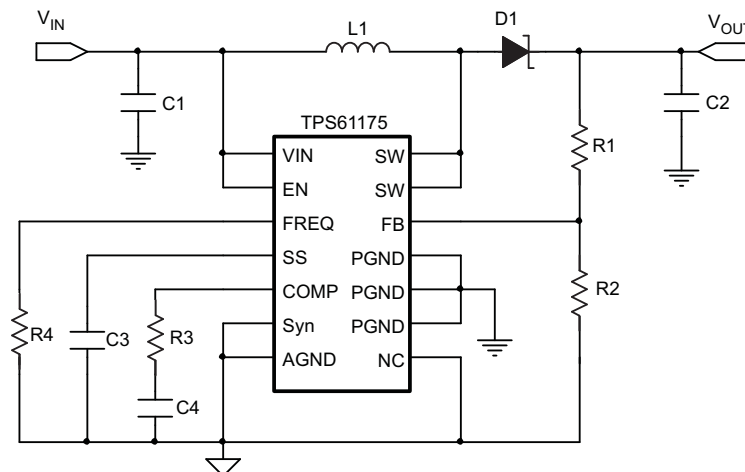 VIN
L1
D1
VOUT
C1
C2
TPS61175
VIN
SW
R1
EN
SW
FREQ
FB
SS
PGND
COMP
PGND
R2
R4
C3
R3
Syn
PGND
AGND
NC
C4